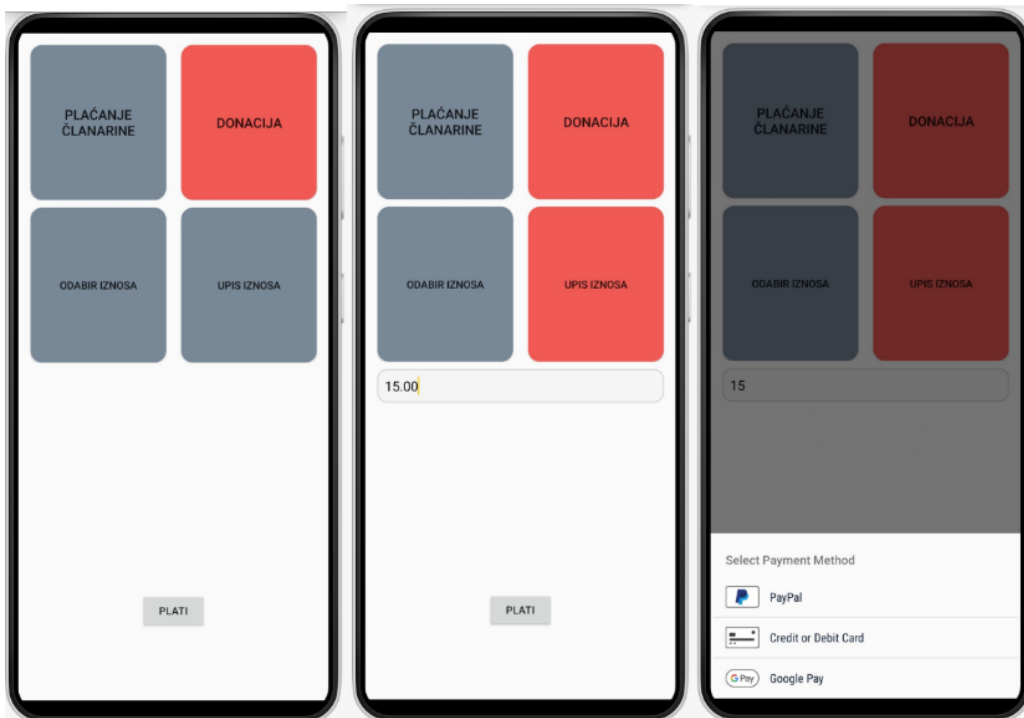 PLAĆANJE
ČLANARINE
DONACIJA
ODABIR IZNOSA
UPIS IZNOSA
PLATI
PLAĆANJE
ČLANARINE
DONACIJA
ODABIR IZNOSA
UPIS IZNOSA
15.00
PLATI
PLAĆANJE
ČLANARINE
DONACIJA
ODABIR IZNOSA
UPIS IZNOSA
15
Select Payment Method
PayPal
Credit or Debit Card
G Pay
Google Pay